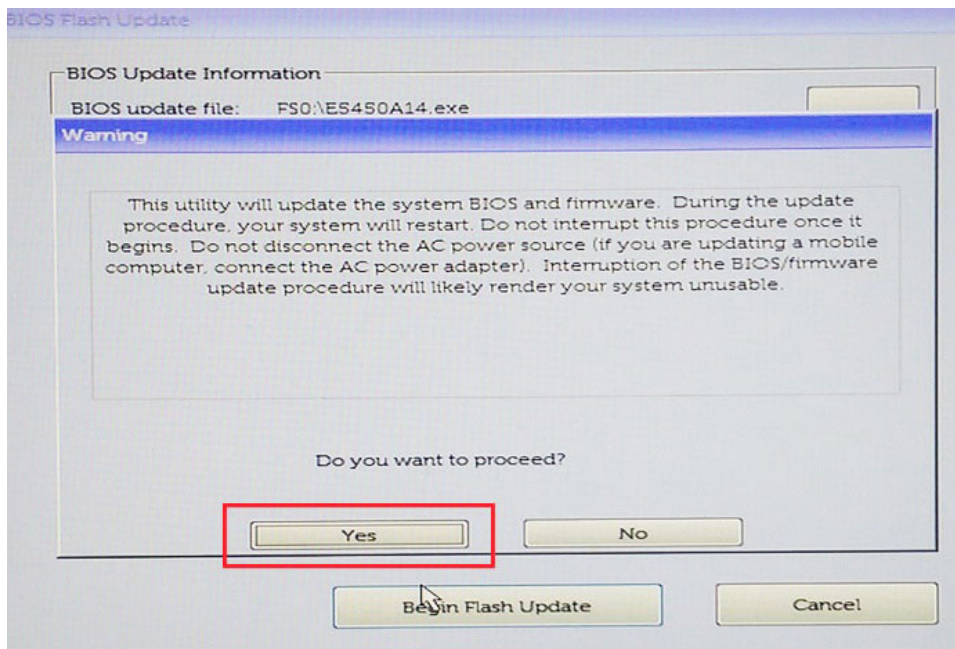 BIOS Flash Update
BIOS Update Information
BIOS update file: FS0:\E5450A14.exe
Warning
This utility will update the system BIOS and firmware. During the update
procedure, your system will restart. Do not interrupt this procedure once it
begins. Do not disconnect the AC power source (if you are updating a mobile
computer, connect the AC power adapter). Interruption of the BIOS/firmware
update procedure will likely render your system unusable.
Do you want to proceed?
Yes No
Begin Flash Update Cancel